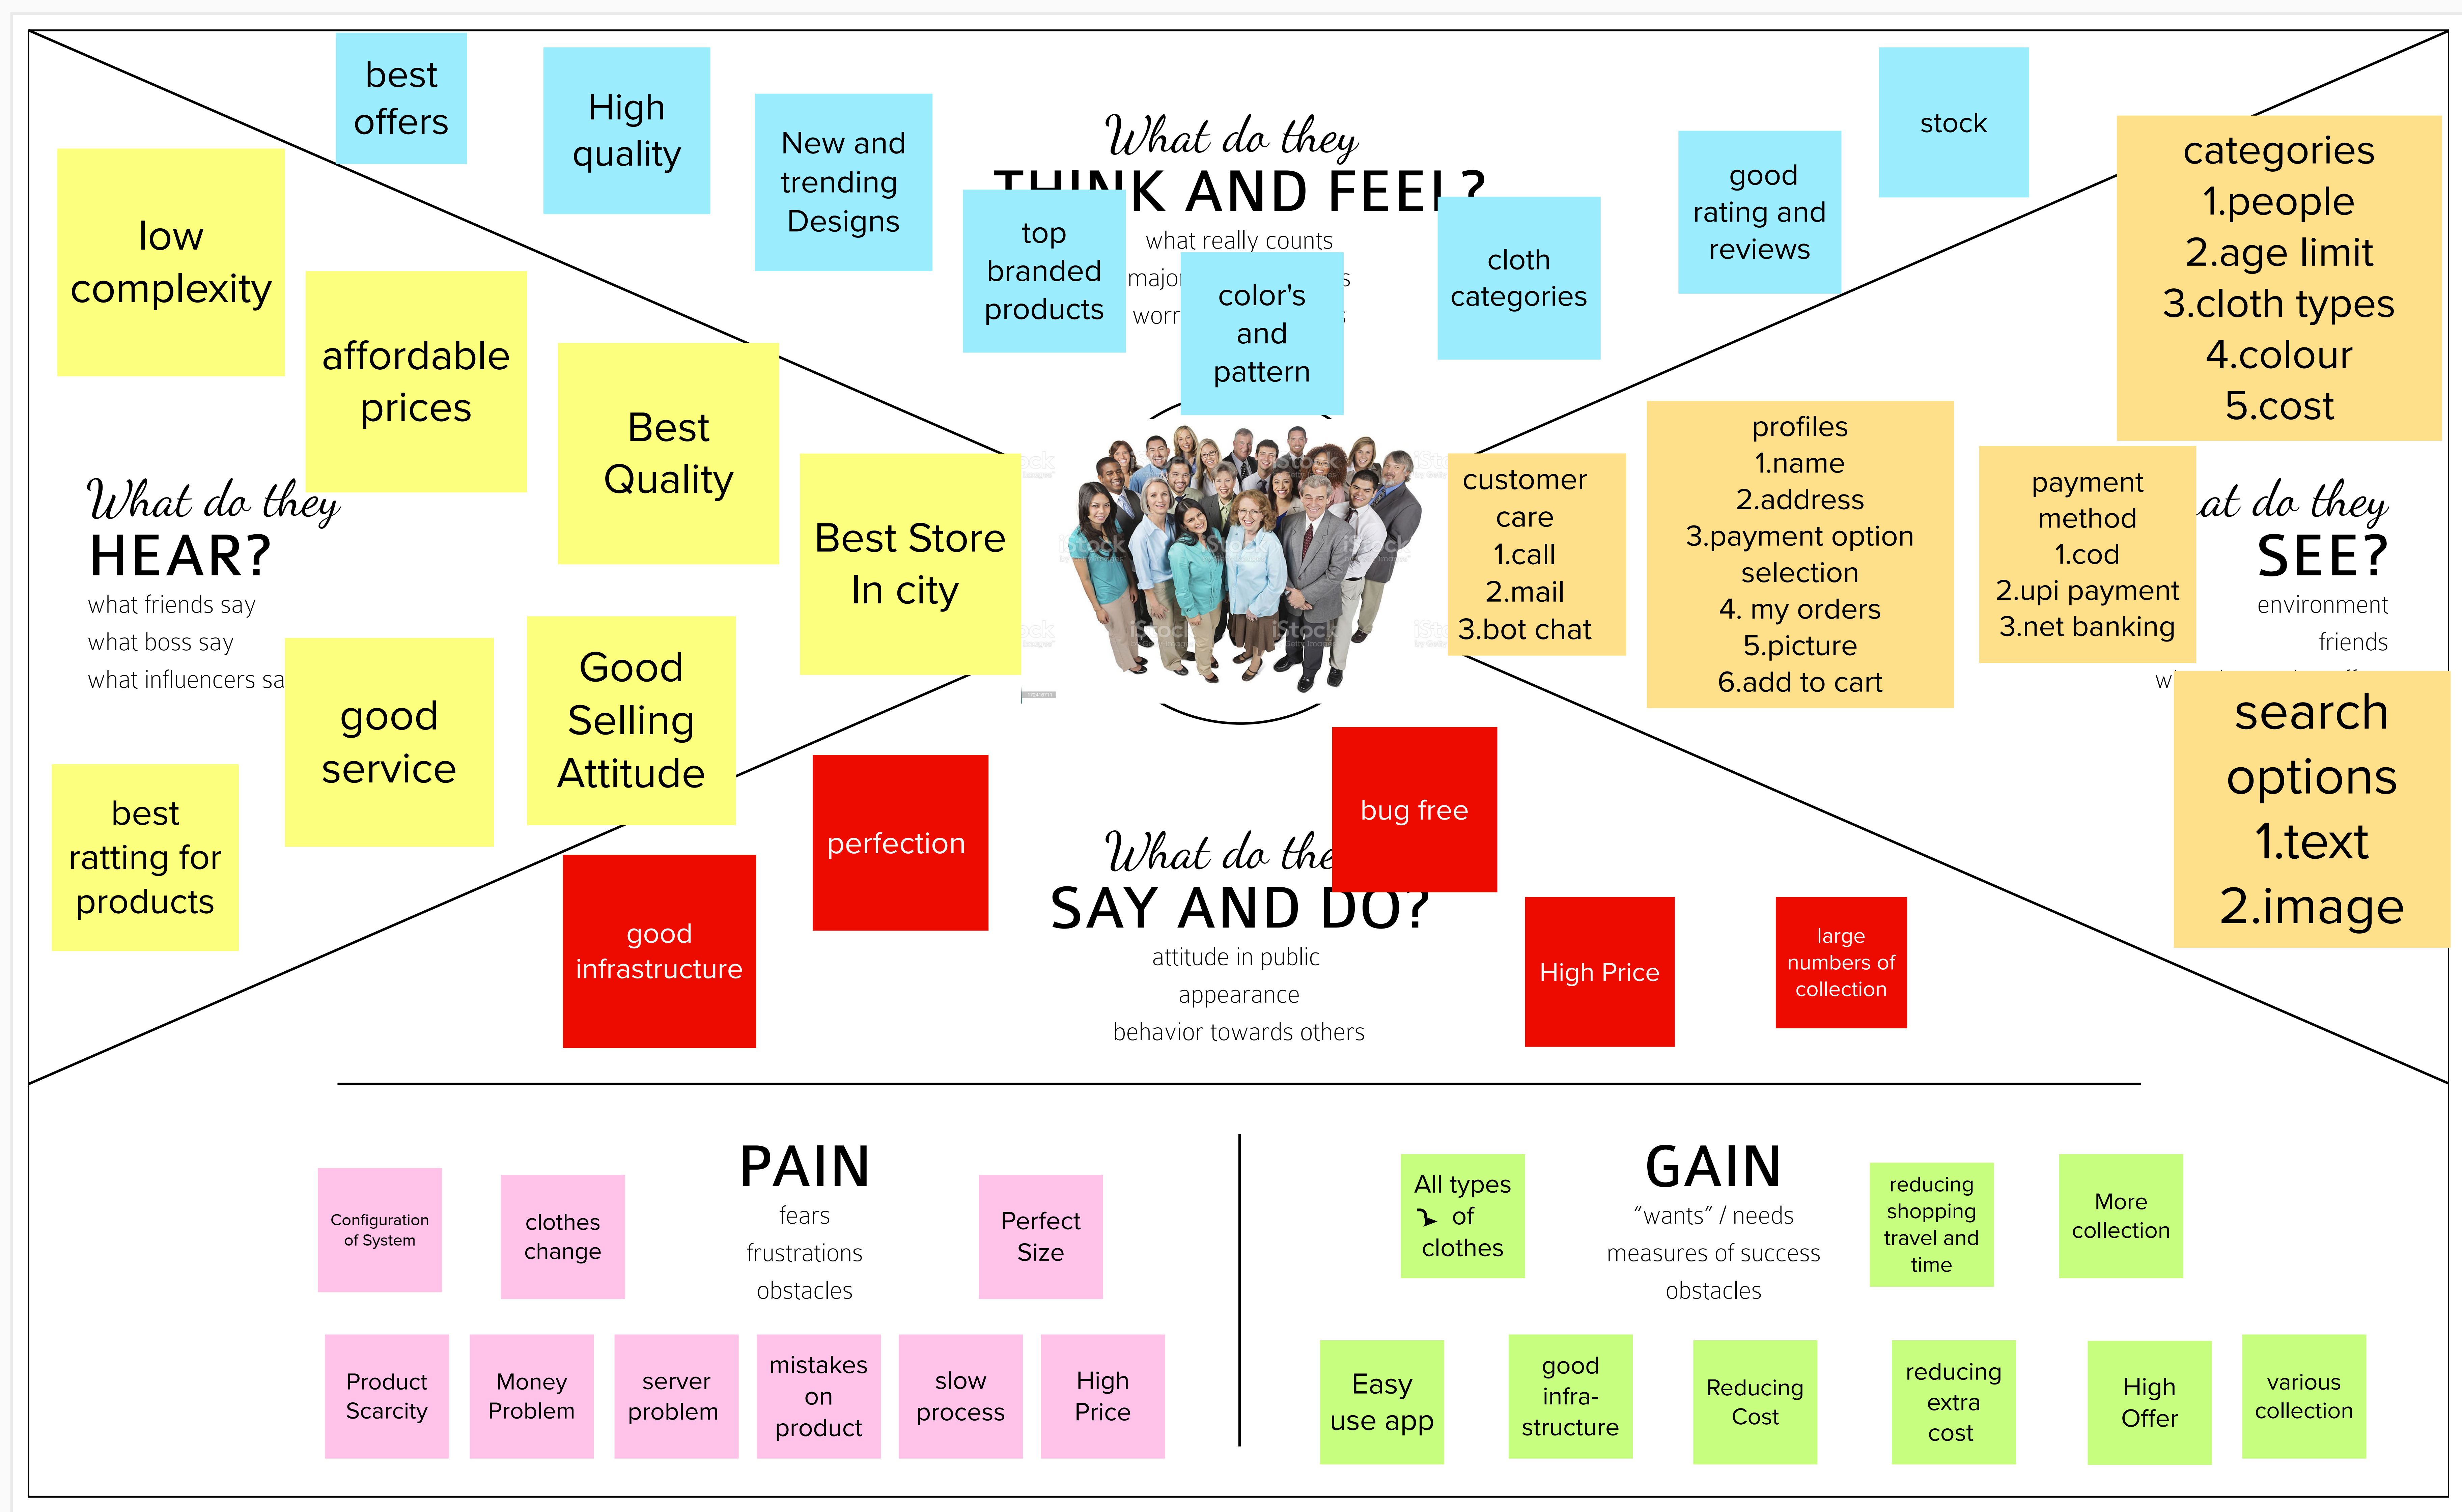 best
offers
High
quality
New and
trending
Designs
What do they
THINK AND FEEL?
what really counts
top
branded
products
color's
and
pattern
cloth
categories
good
rating and
reviews
stock
low
complexity
affordable
prices
Best
Quality
Best Store
In city
What do they
HEAR?
what friends say
what boss say
what influencers sa
good
service
Good
Selling
Attitude
best
ratting for
products
iStock
categories
1.people
2.age limit
3.cloth types
4.colour
5.cost
customer
care
1.call
2.mail
3.bot chat
profiles
1.name
2.address
3.payment option
selection
4. my orders
5.picture
6.add to cart
payment
method
1.cod
2.upi payment
3.net banking
at do they
SEE?
environment
friends
search
options
1.text
2.image
perfection
good
infrastructure
bug free
What do the
SAY AND DO?
attitude in public
appearance
behavior towards others
High Price
large
numbers of
collection
PAIN
fears
frustrations
obstacles
Configuration
of System
clothes
change
Perfect
Size
Product
Scarcity
Money
Problem
server
problem
mistakes
on
product
slow
process
High
Price
GAIN
“wants” / needs
measures of success
obstacles
All types
of
clothes
reducing
shopping
travel and
time
More
collection
Easy
use app
good
infra-
structure
Reducing
Cost
reducing
extra
cost
High
Offer
various
collection